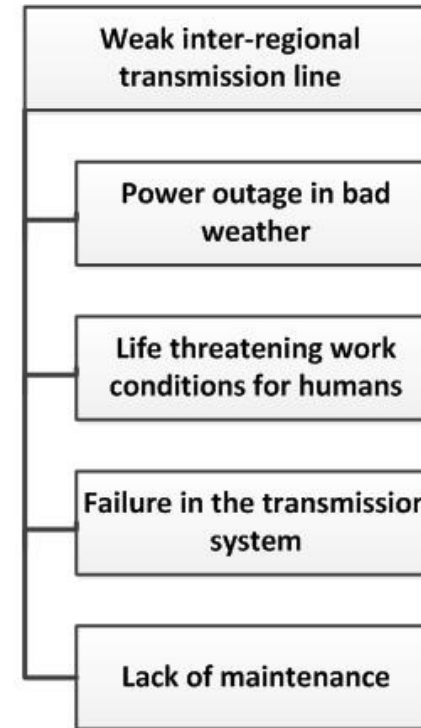 Weak inter-regional
transmission line
Power outage in bad
weather
Life threatening work
conditions for humans
Failure in the transmission
system
Lack of maintenance